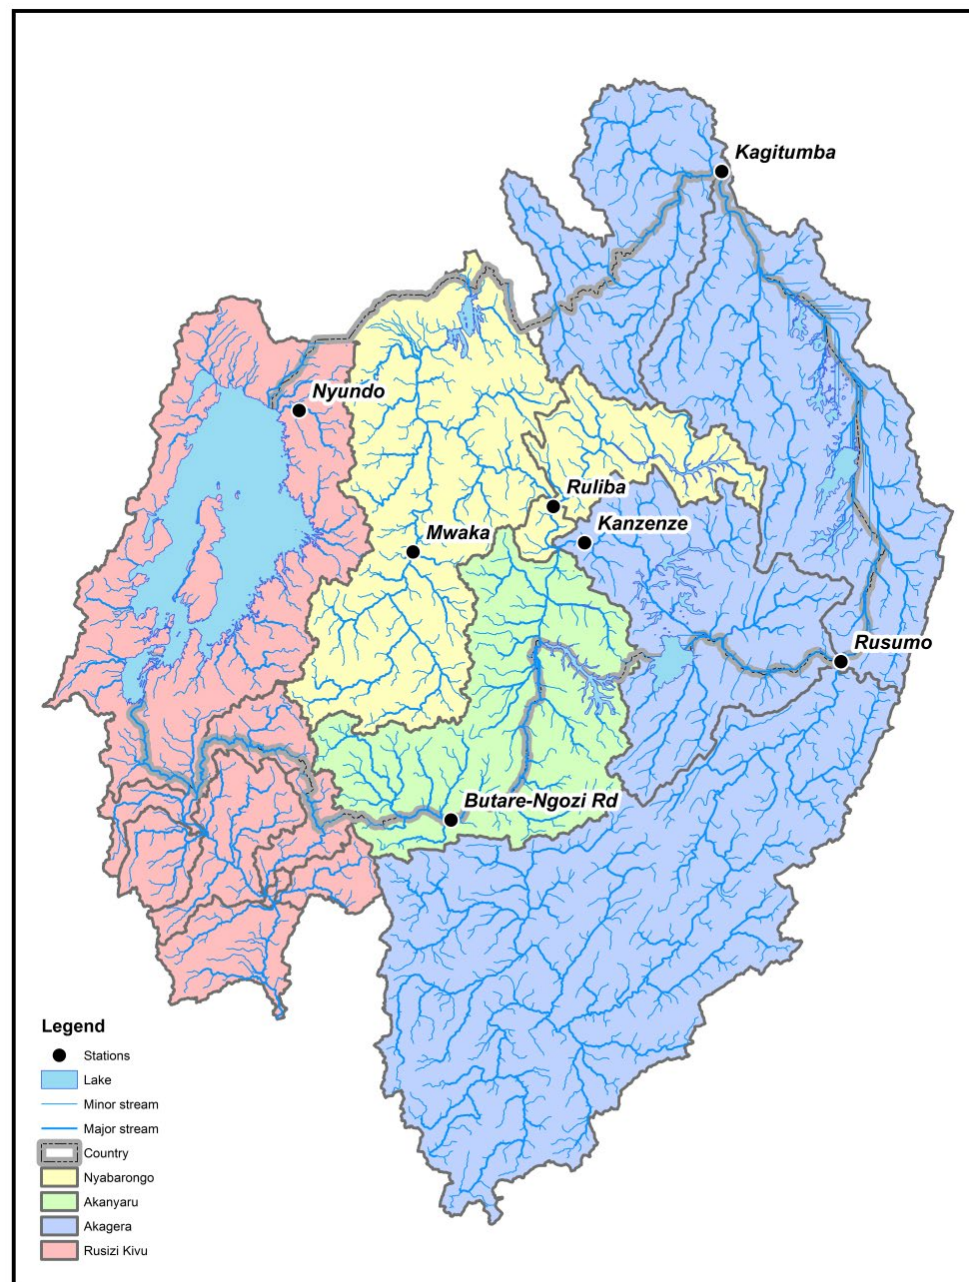 Kagitumba
Nyundo
Ruliba
Kanzenze
Mwaka
Rusumo
Butare-Ngozi Rd
Legend
Stations
Lake
Minor stream
Major stream
Country
Nyabarongo
Akanyaru
Akagera
Rusizi Kivu